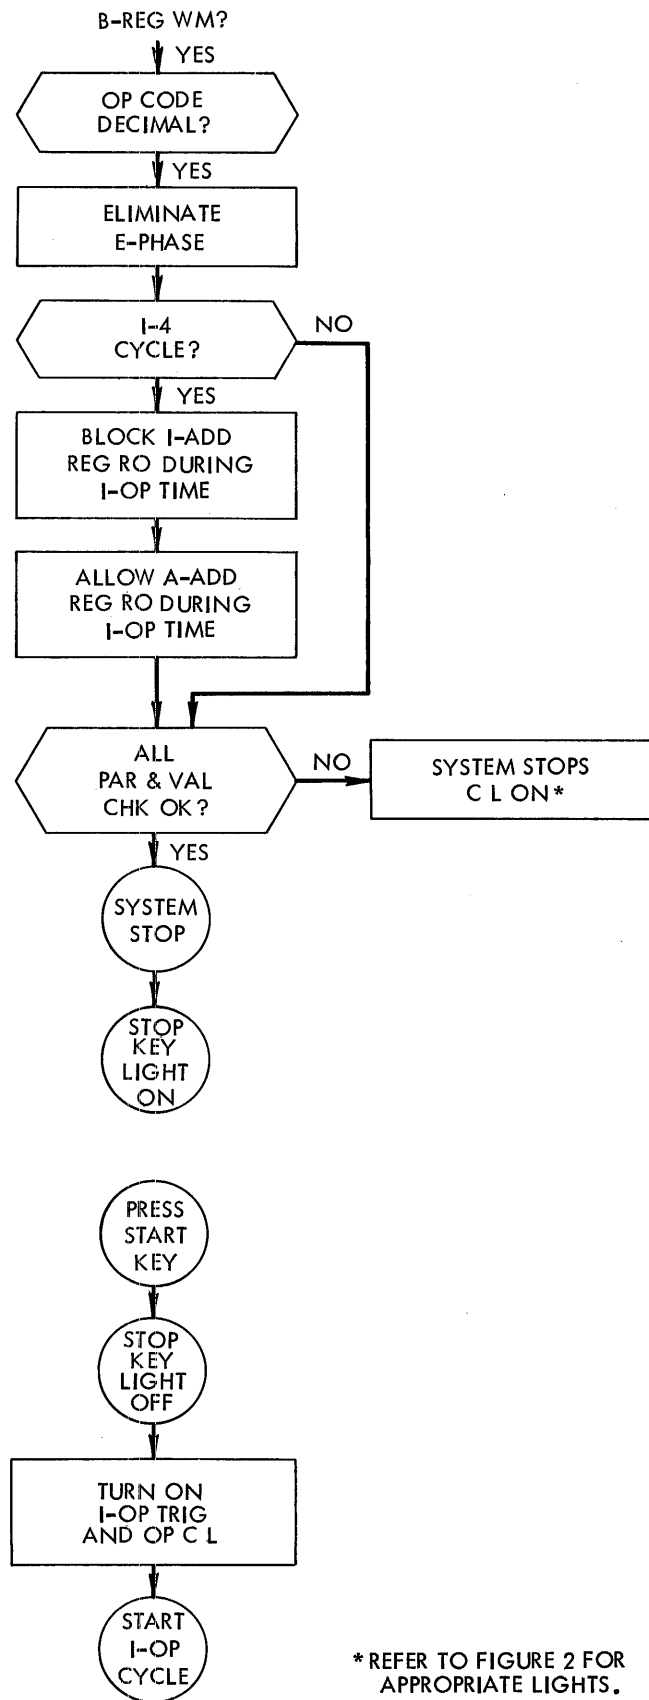 B-REG WM?
YES
OP CODE
DECIMAL?
YES
ELIMINATE
E-PHASE
I-4
CYCLE?
NO
YES
BLOCK I-ADD
REG RO DURING
I-OP TIME
ALLOW A-ADD
REG RO DURING
I-OP TIME
ALL
PAR & VAL
CHK OK?
NO
SYSTEM STOPS
C L ON*
YES
SYSTEM
STOP
STOP
KEY
LIGHT
ON
PRESS
START
KEY
STOP
KEY
LIGHT
OFF
TURN ON
I-OP TRIG
AND OP C L
START
I-OP
CYCLE
* REFER TO FIGURE 2 FOR
APPROPRIATE LIGHTS.